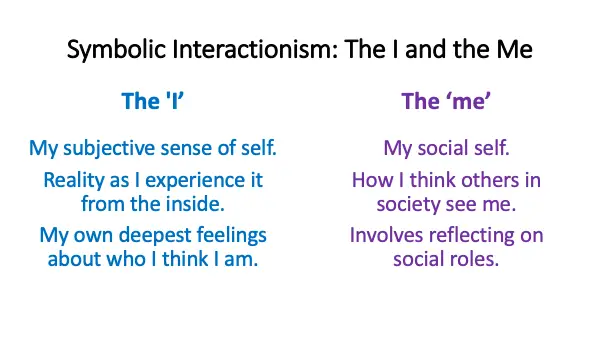 Symbolic Interactionism: The I and the Me
The 'I’
My subjective sense of self.
Reality as I experience it
from the inside.
My own deepest feelings
about who I think I am.
The ‘me’
My social self.
How I think others in
society see me.
Involves reflecting on
social roles.